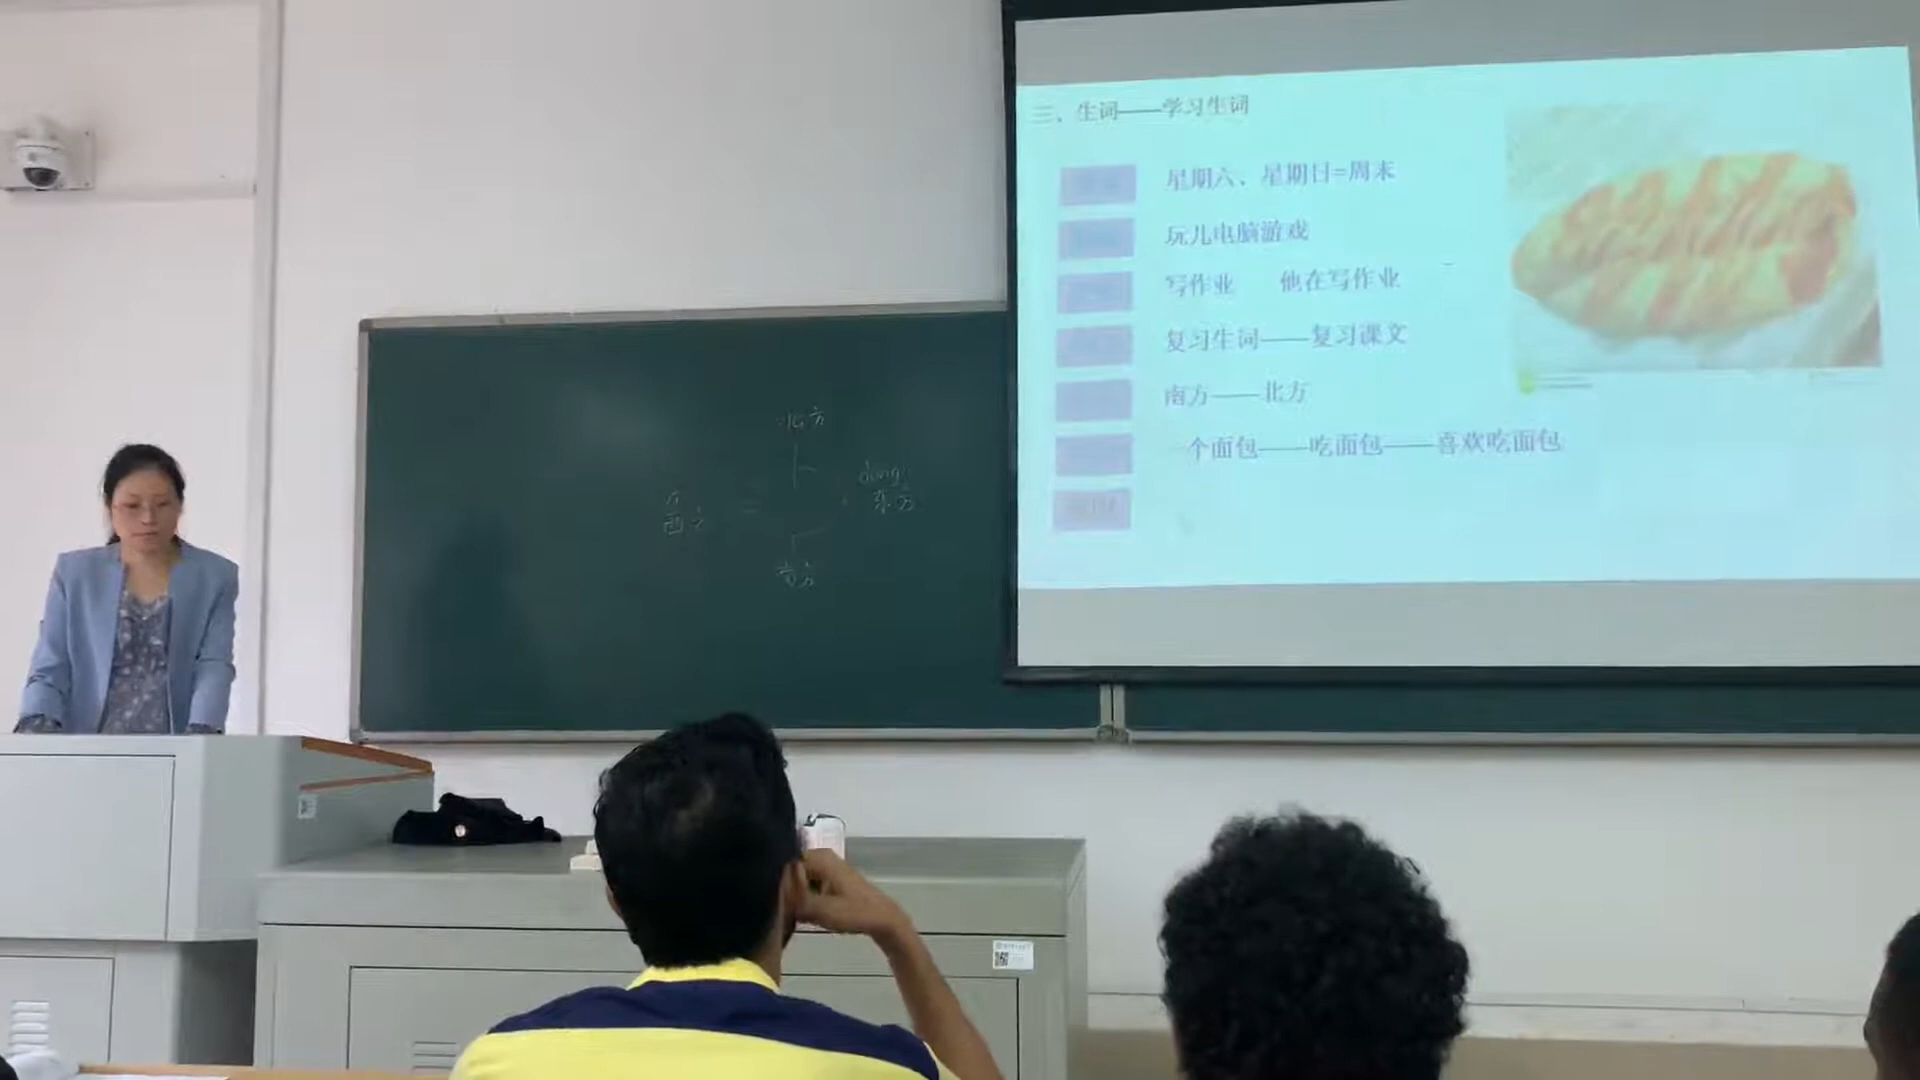 三、生词——学习生词
星期六、星期日=周末
玩儿电脑游戏
写作业 他在写作业
复习生词——复习课文
南方——北方
一个面包——吃面包——喜欢吃面包
北方
dong
东方
西方
南方